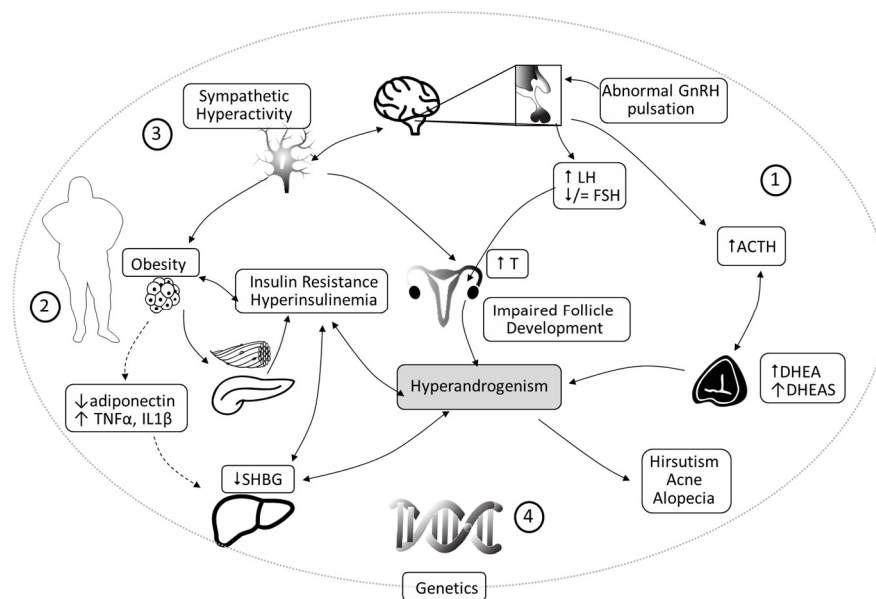 Sympathetic
Hyperactivity
Abnormal GnRH
pulsation
3
1
↑ LH
↓/= FSH
↑ACTH
Obesity
↑ T
Insulin Resistance
Hyperinsulinemia
2
Impaired Follicle
Development
↓adiponectin
↑ TNFα, IL1β
Hyperandrogenism
↑DHEA
↑DHEAS
↓SHBG
Hirsutism
Acne
Alopecia
4
Genetics